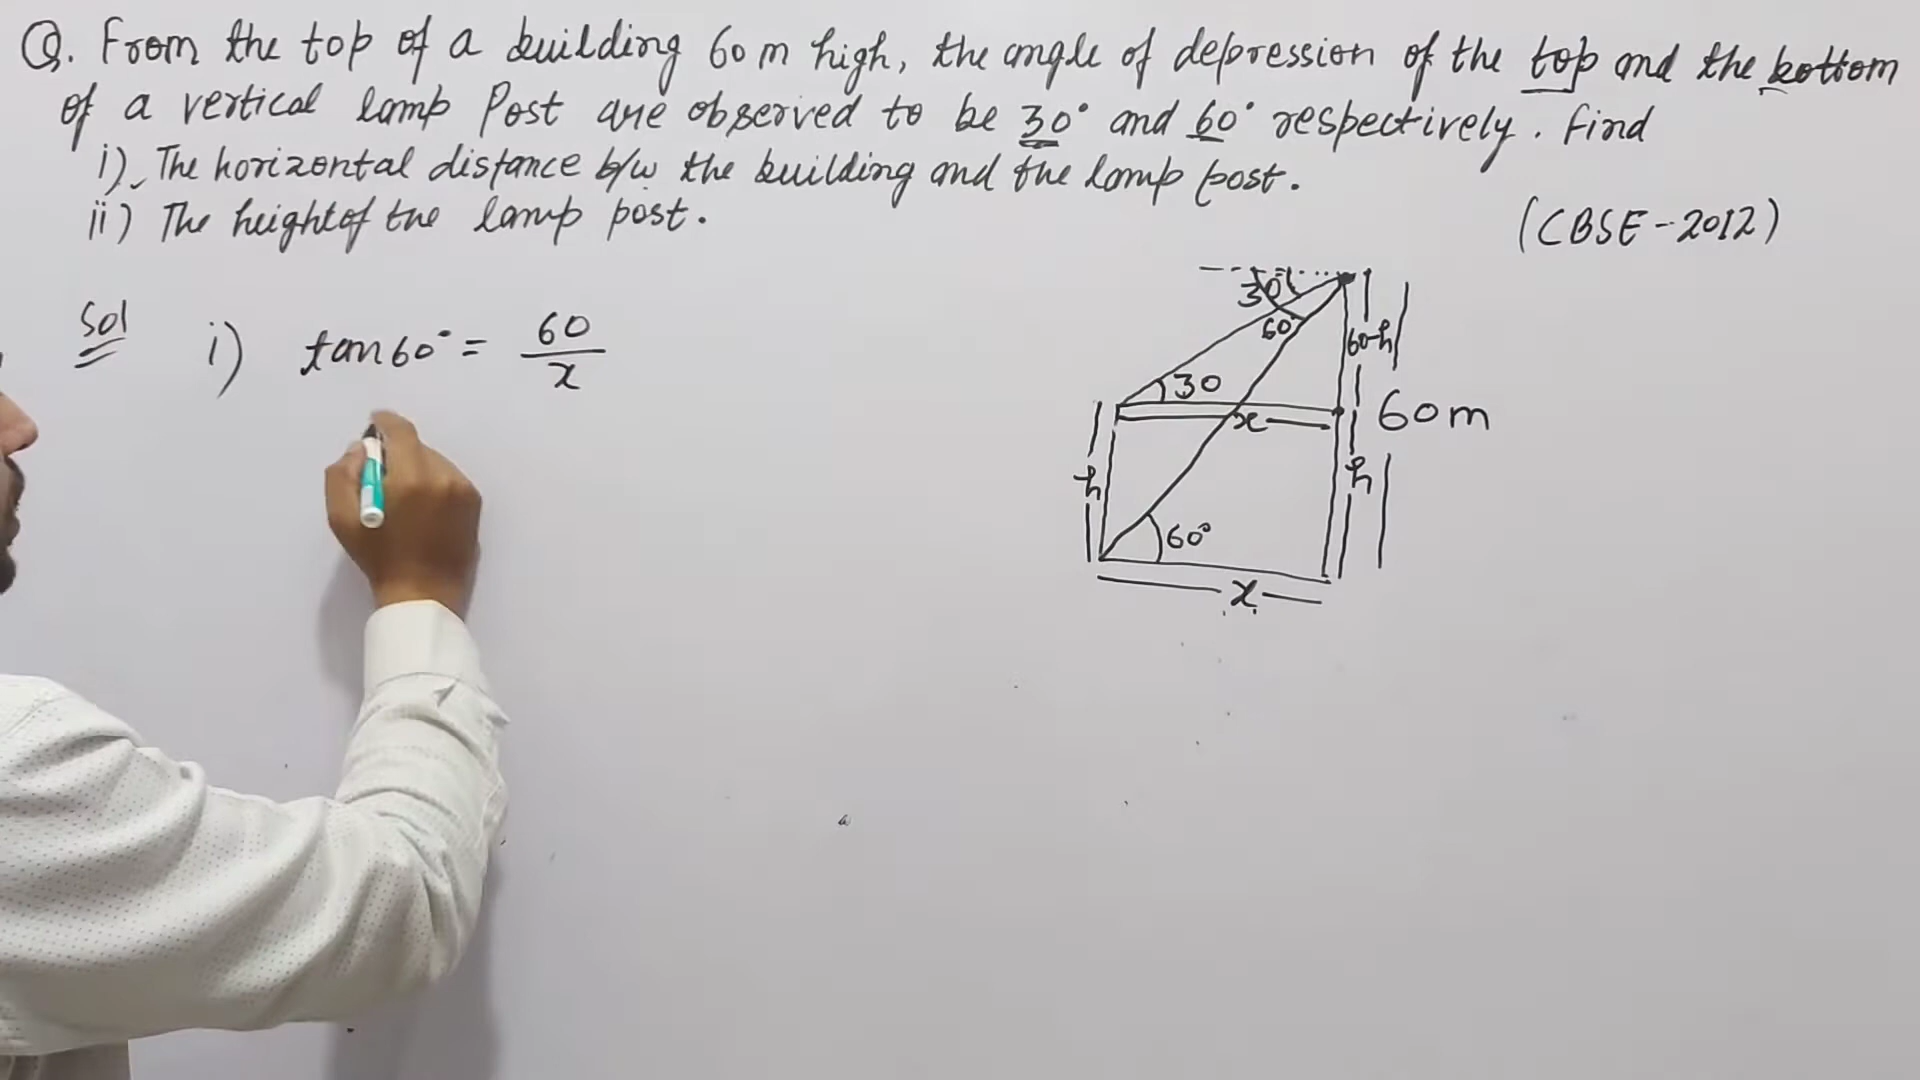 Q. From the top of a building 60 m high, the angle of depression of the top and the bottom
of a vertical lamp Post are observed to be 30° and 60° respectively. Find
i) The horizontal distance b/w the building and the lamp post.
ii) The height of the lamp post.
(CBSE-2012)
Sol i) tan60° = 60/x
30°
60°
60-h
30
x
60m
h
h
60°
x